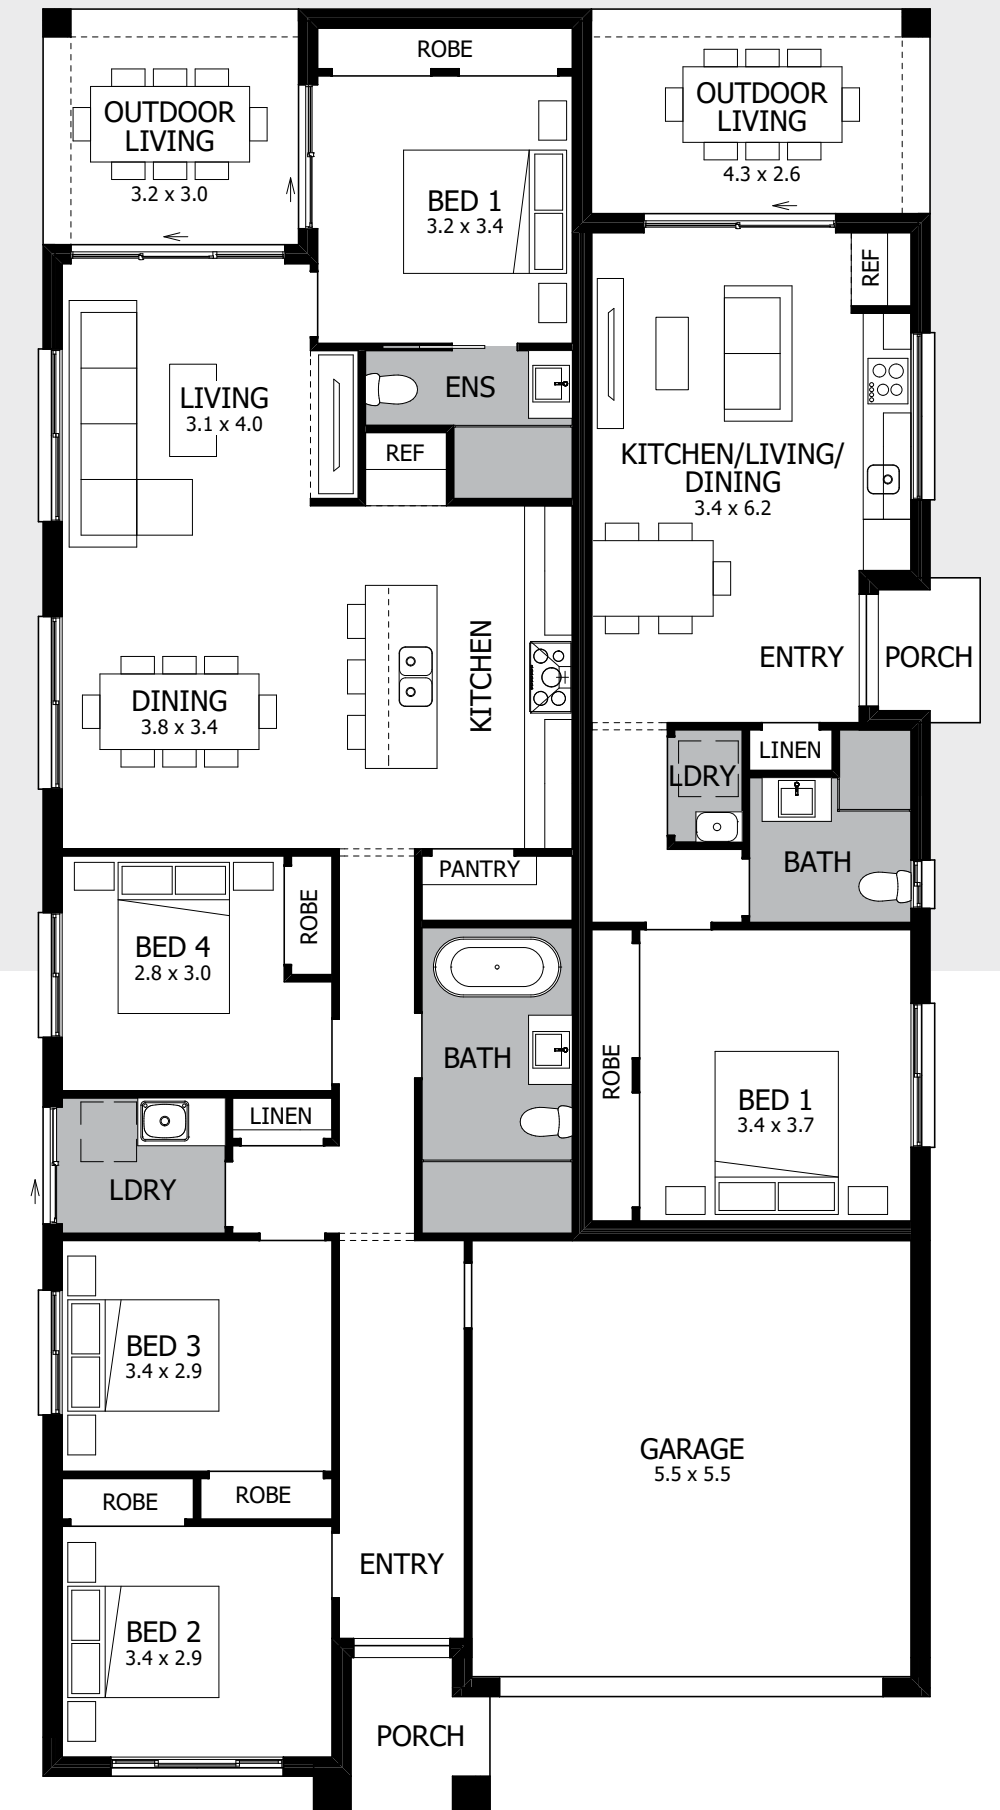 ROBE
OUTDOOR
LIVING
3.2 x 3.0
OUTDOOR
LIVING
4.3 x 2.6
BED 1
3.2 x 3.4
REF
LIVING
3.1 x 4.0
ENS
REF
KITCHEN/LIVING/
DINING
3.4 x 6.2
KITCHEN
ENTRY
PORCH
DINING
3.8 x 3.4
LINEN
LDRY
BATH
PANTRY
ROBE
BED 4
2.8 x 3.0
BATH
ROBE
BED 1
3.4 x 3.7
LINEN
LDRY
BED 3
3.4 x 2.9
GARAGE
5.5 x 5.5
ROBE
ROBE
ENTRY
BED 2
3.4 x 2.9
PORCH